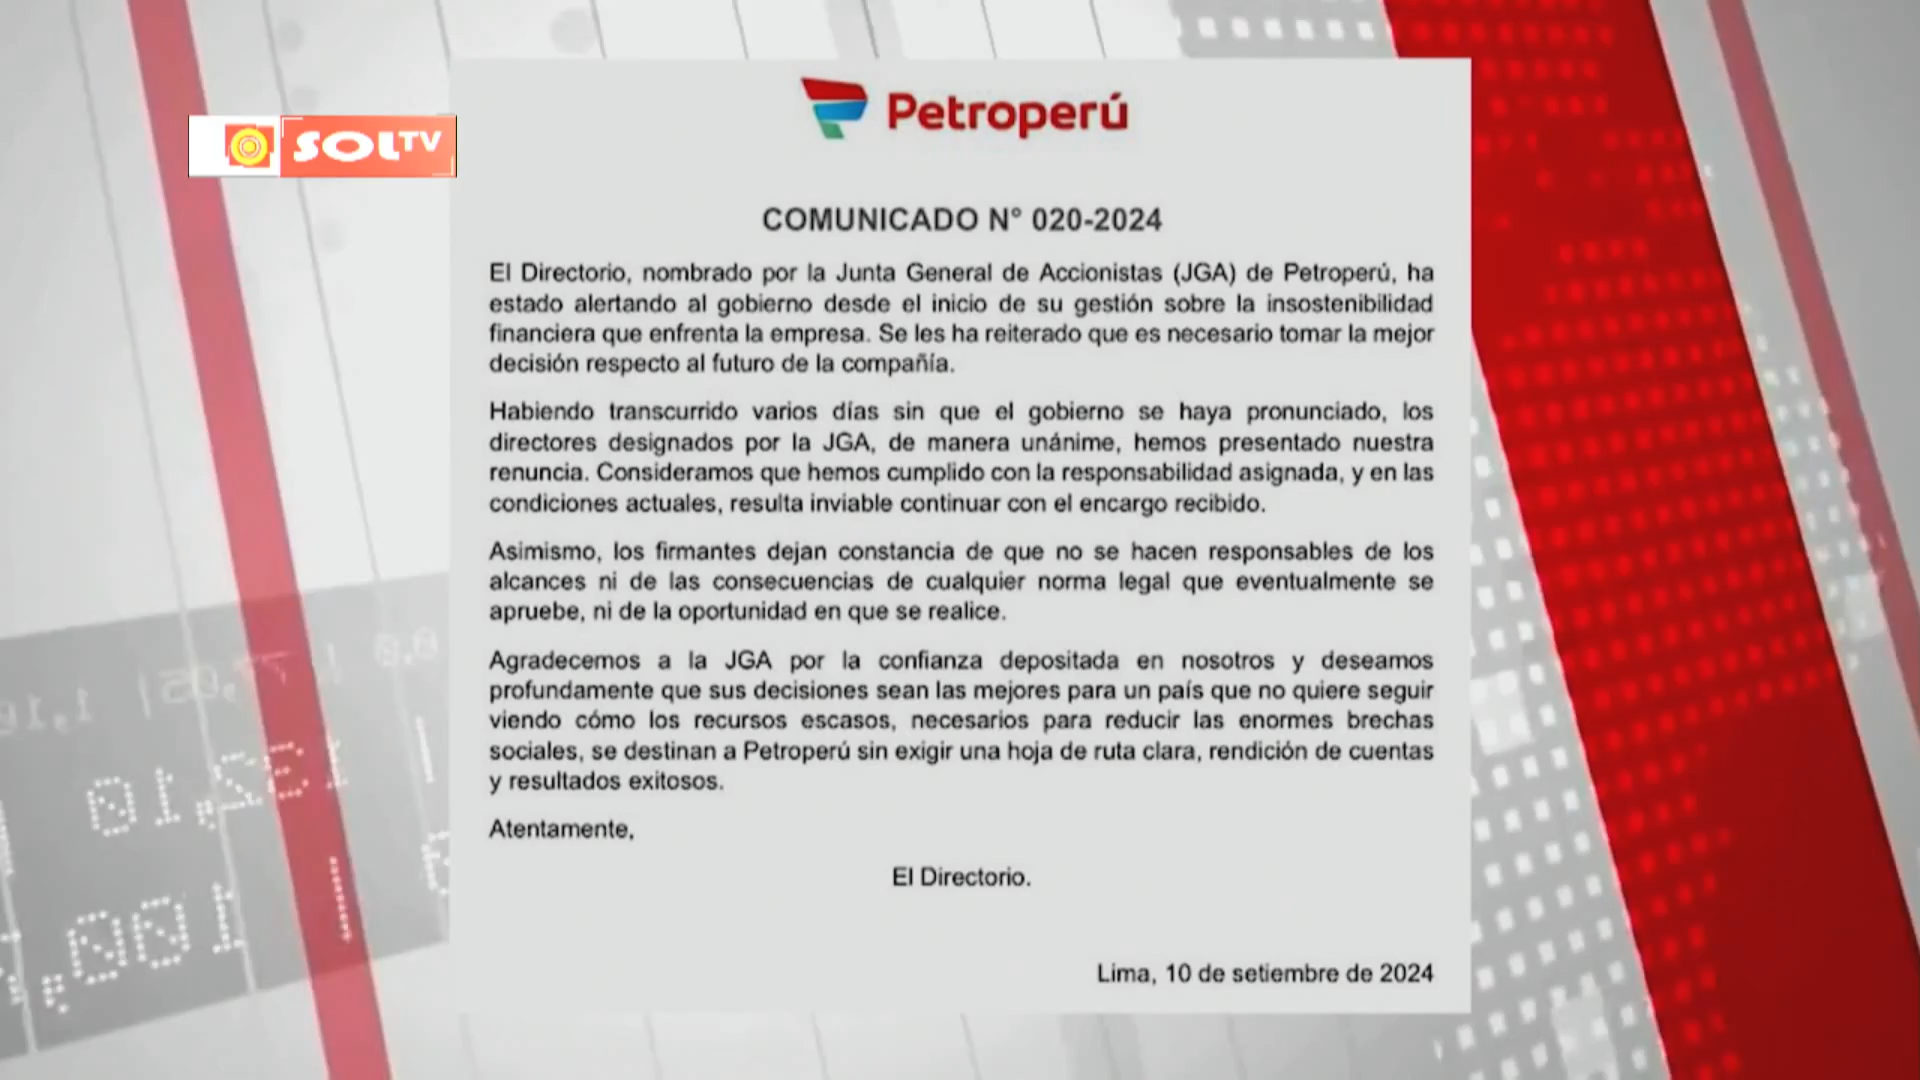 SOLTV
Petroperú
COMUNICADO N° 020-2024
El Directorio, nombrado por la Junta General de Accionistas (JGA) de Petroperú, ha
estado alertando al gobierno desde el inicio de su gestión sobre la insostenibilidad
financiera que enfrenta la empresa. Se les ha reiterado que es necesario tomar la mejor
decisión respecto al futuro de la compañía.
Habiendo transcurrido varios días sin que el gobierno se haya pronunciado, los
directores designados por la JGA, de manera unánime, hemos presentado nuestra
renuncia. Consideramos que hemos cumplido con la responsabilidad asignada, y en las
condiciones actuales, resulta inviable continuar con el encargo recibido.
Asimismo, los firmantes dejan constancia de que no se hacen responsables de los
alcances ni de las consecuencias de cualquier norma legal que eventualmente se
apruebe, ni de la oportunidad en que se realice.
Agradecemos a la JGA por la confianza depositada en nosotros y deseamos
profundamente que sus decisiones sean las mejores para un país que no quiere seguir
viendo cómo los recursos escasos, necesarios para reducir las enormes brechas
sociales, se destinan a Petroperú sin exigir una hoja de ruta clara, rendición de cuentas
y resultados exitosos.
Atentamente,
El Directorio.
Lima, 10 de setiembre de 2024